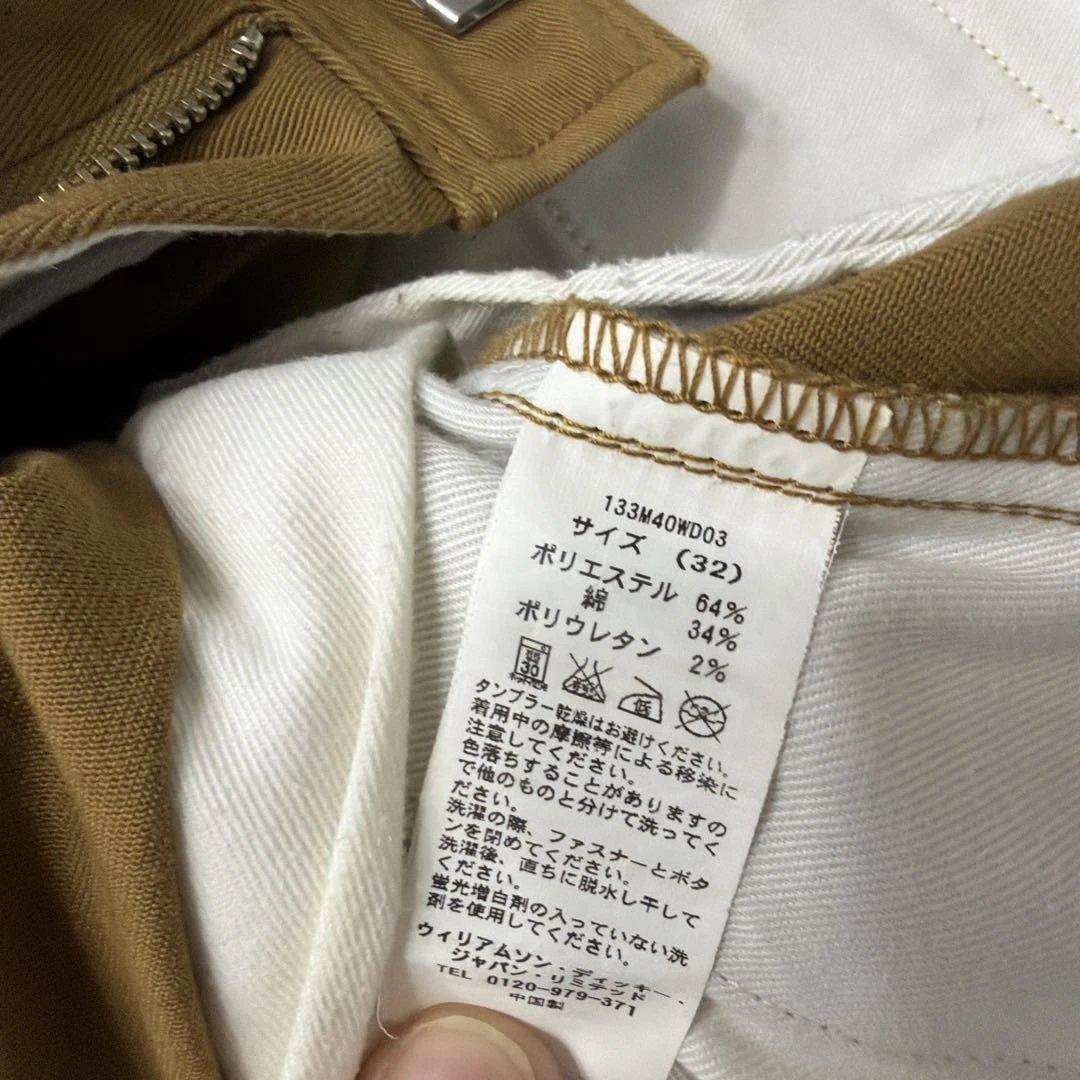 133M40WD03
サイズ (32)
ポリエステル 64%
綿 34%
ポリウレタン 2%
30
低
タンブラー乾燥はお避けください。
着用中の摩擦等による移染に
注意してください。
色落ちすることがありますの
で他のものと分けて洗ってく
ださい。
洗濯の際、ファスナーとボタ
ンを閉めてください。
洗濯後、直ちに脱水し干して
ください。
蛍光増白剤の入っていない洗
剤を使用してください。
ウィリアムソン・ディッキー・
ジャパン・リミテッド
TEL 0120-979-371
中国製